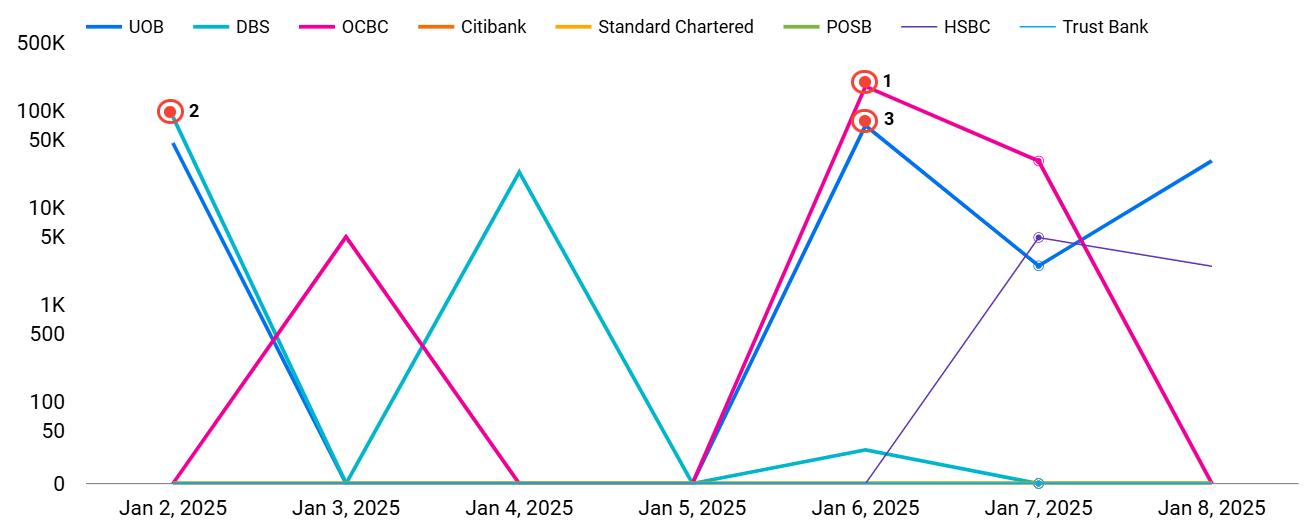 UOB DBS OCBC Citibank Standard Chartered POSB HSBC Trust Bank
500K
1
100K 2
3
50K
10K
5K
1K
500
100
50
0
Jan 2, 2025 Jan 3, 2025 Jan 4, 2025 Jan 5, 2025 Jan 6, 2025 Jan 7, 2025 Jan 8, 2025